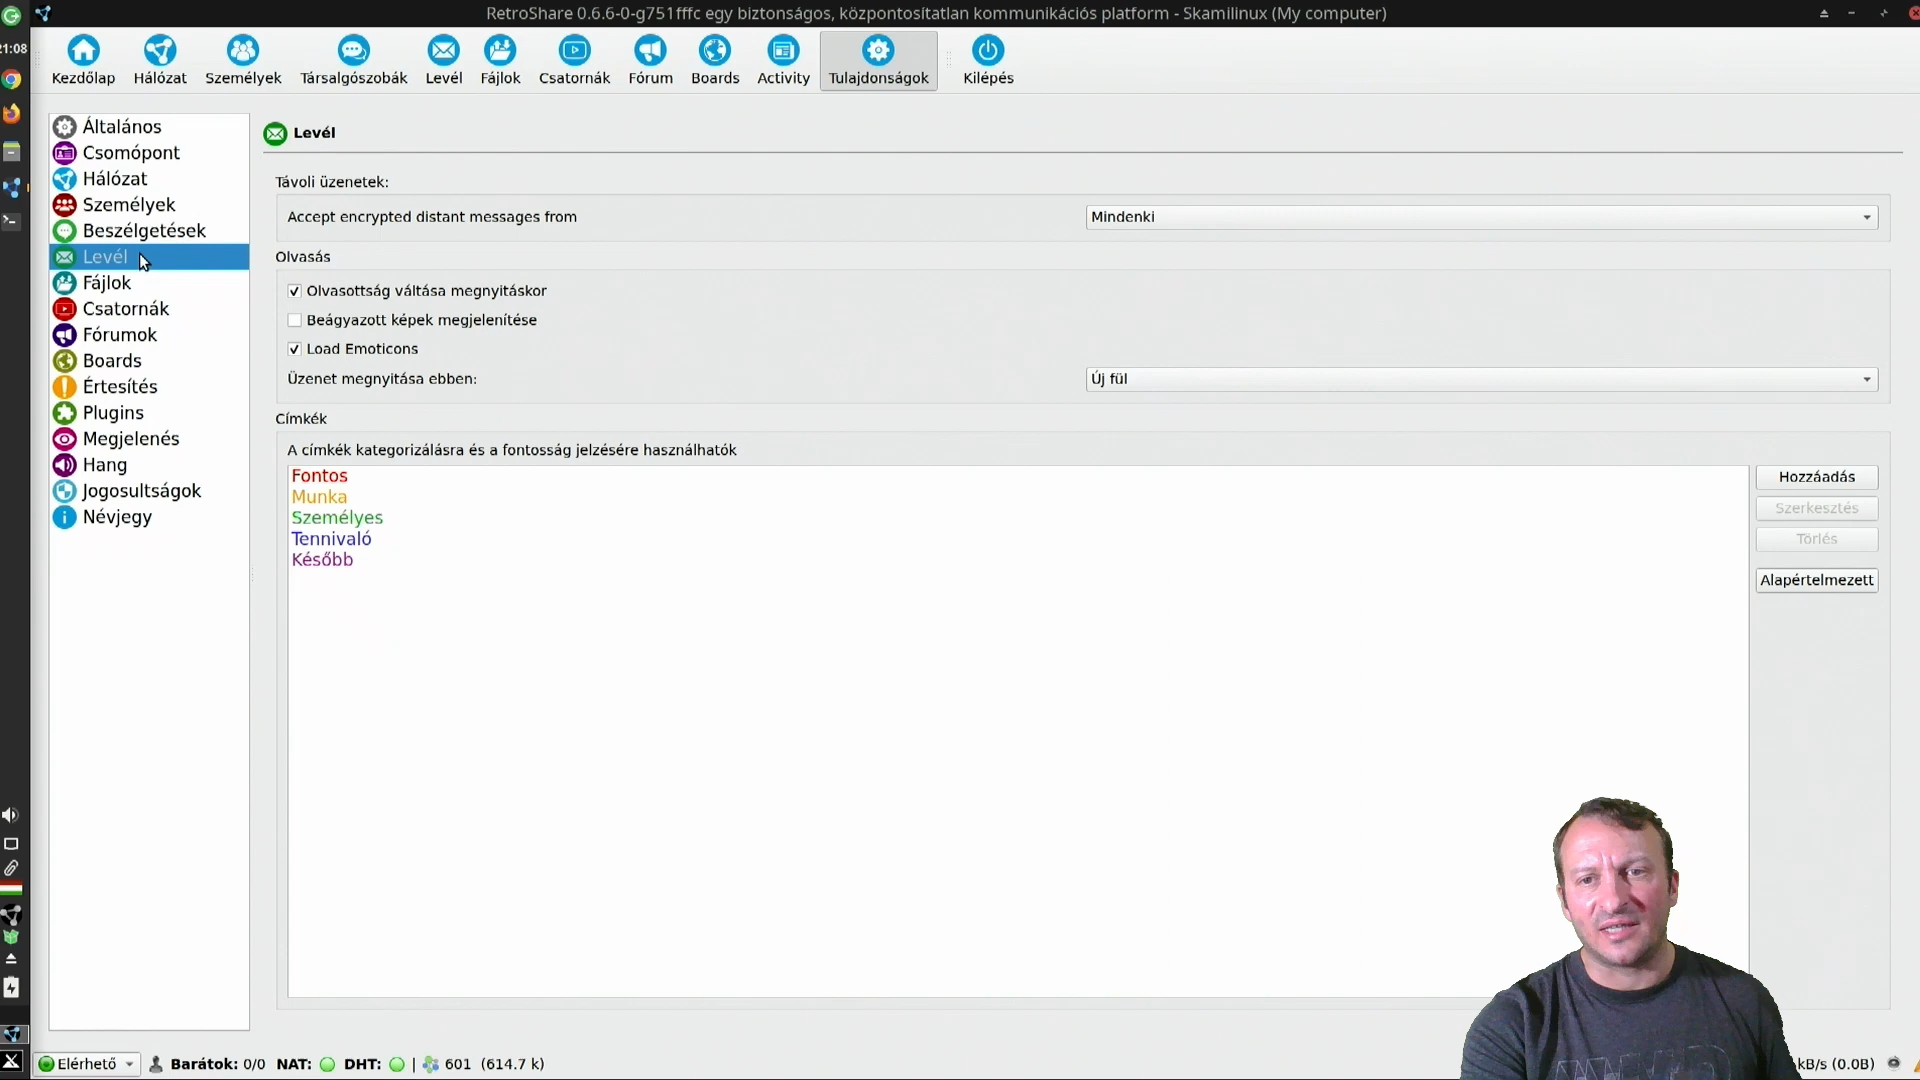 RetroShare 0.6.6-0-g751fffc egy biztonságos, központosítatlan kommunikációs platform - Skamilinux (My computer)
21:08
Kezdőlap Hálózat Személyek Társalgószobák Levél Fájlok Csatornák Fórum Boards Activity Tulajdonságok Kilépés
Általános
Csomópont
Hálózat
Személyek
Beszélgetések
Levél
Fájlok
Csatornák
Fórumok
Boards
Értesítés
Plugins
Megjelenés
Hang
Jogosultságok
Névjegy
Levél
Távoli üzenetek:
Accept encrypted distant messages from Mindenki
Olvasás
Olvasottság váltása megnyitáskor
Beágyazott képek megjelenítése
Load Emoticons
Üzenet megnyitása ebben: Új fül
Címkék
A címkék kategorizálásra és a fontosság jelzésére használhatók
Fontos
Munka
Személyes
Tennivaló
Később
Hozzáadás
Szerkesztés
Törlés
Alapértelmezett
Elérhető Barátok: 0/0 NAT: DHT: | 601 (614.7 k)
kB/s (0.0B)